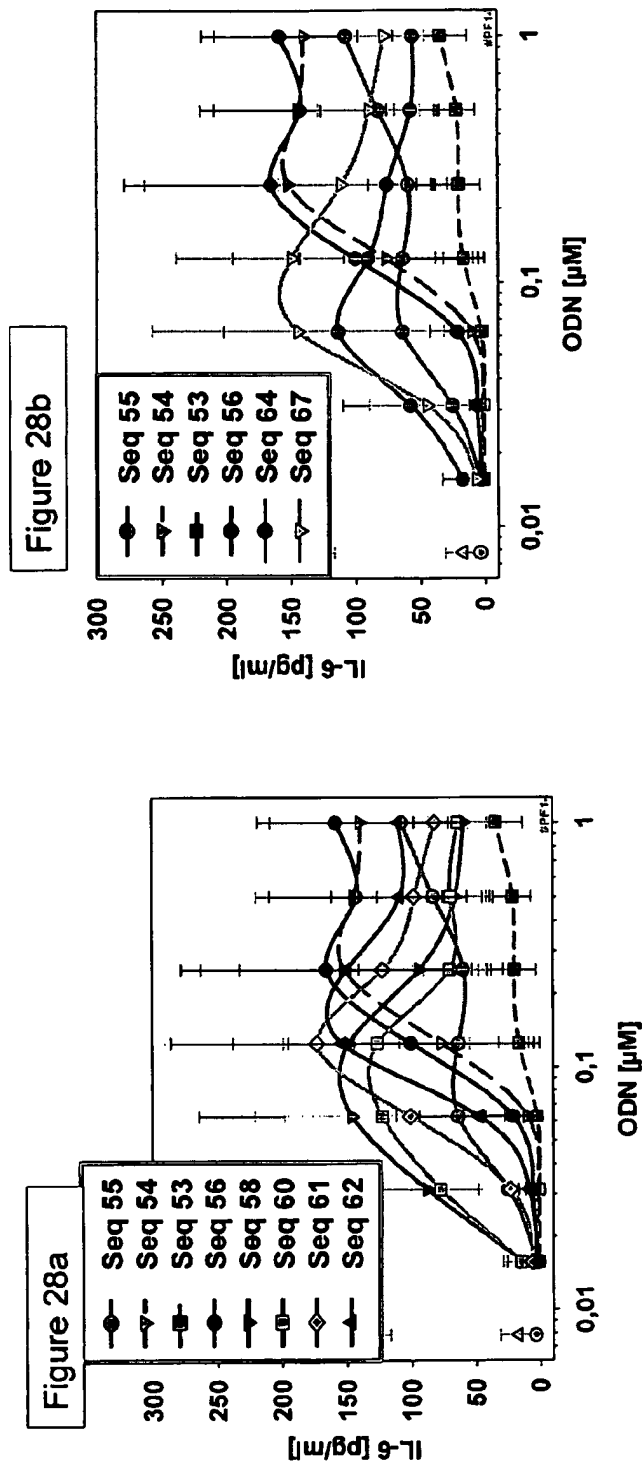 Figure 28a
Seq 55
Seq 54
Seq 53
Seq 56
Seq 58
Seq 60
Seq 61
Seq 62
IL-6 [pg/ml]
300
250
200
150
100
50
0
0,01
0,1
1
ODN [µM]
Figure 28b
Seq 55
Seq 54
Seq 53
Seq 56
Seq 64
Seq 67
IL-6 [pg/ml]
300
250
200
150
100
50
0
0,01
0,1
1
ODN [µM]